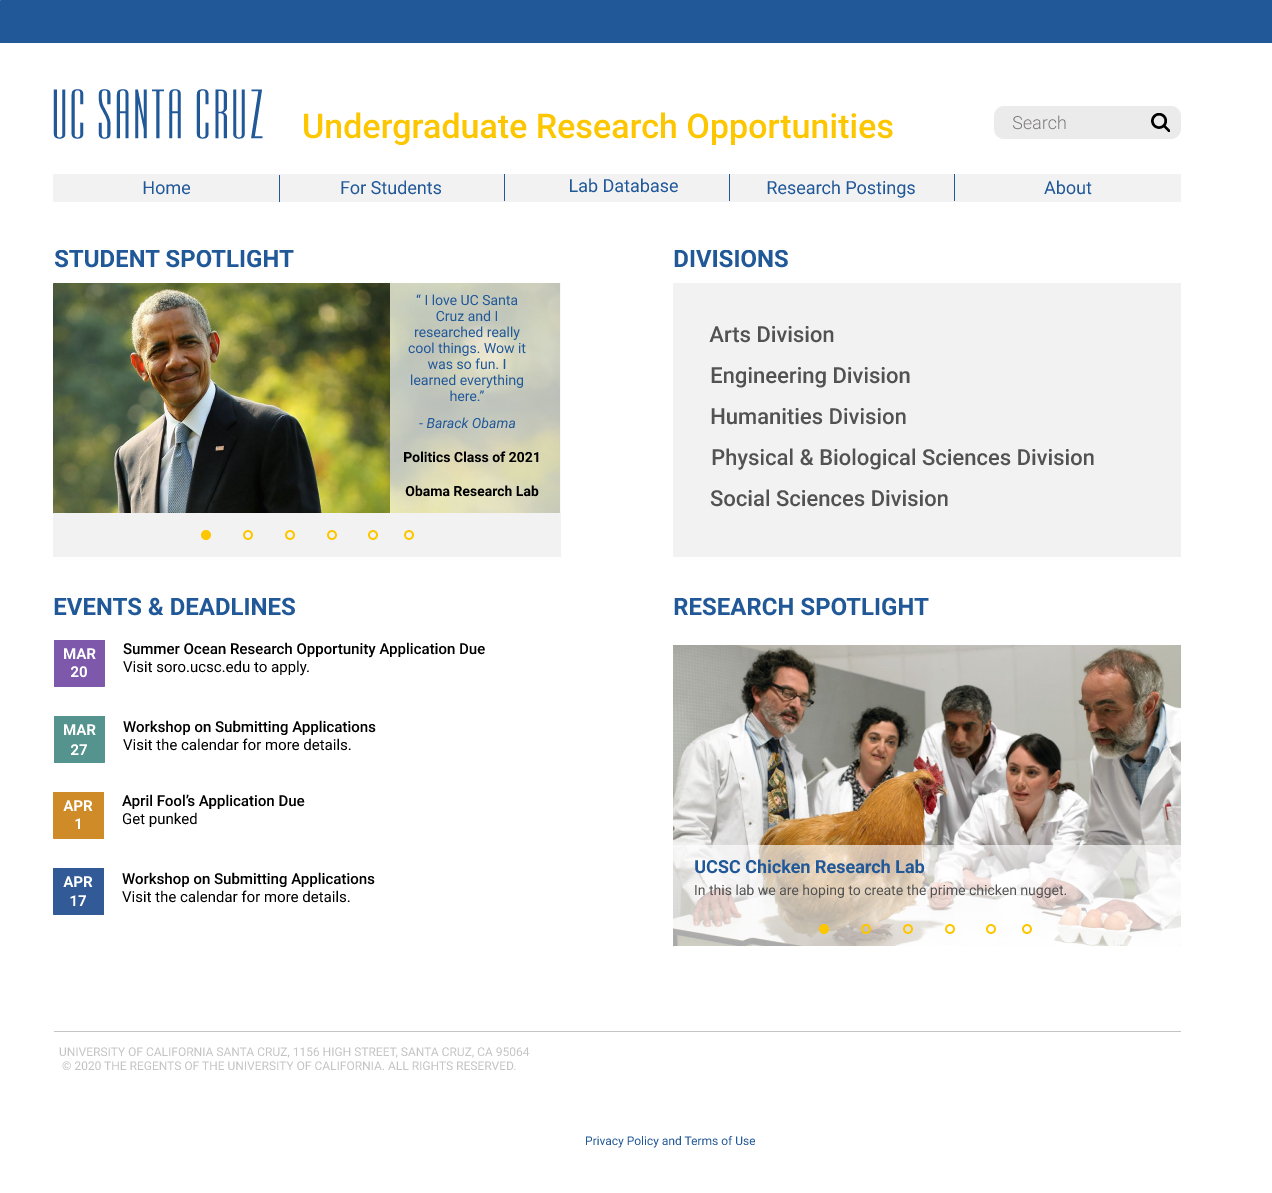 UC SANTA CRUZ
Undergraduate Research Opportunities
Search
Home
For Students
Lab Database
Research Postings
About
STUDENT SPOTLIGHT
“ I love UC Santa
Cruz and I
researched really
cool things. Wow it
was so fun. I
learned everything
here.”
- Barack Obama
Politics Class of 2021
Obama Research Lab
DIVISIONS
Arts Division
Engineering Division
Humanities Division
Physical & Biological Sciences Division
Social Sciences Division
EVENTS & DEADLINES
MAR
20
Summer Ocean Research Opportunity Application Due
Visit soro.ucsc.edu to apply.
MAR
27
Workshop on Submitting Applications
Visit the calendar for more details.
APR
1
April Fool’s Application Due
Get punked
APR
17
Workshop on Submitting Applications
Visit the calendar for more details.
RESEARCH SPOTLIGHT
UCSC Chicken Research Lab
In this lab we are hoping to create the prime chicken nugget.
UNIVERSITY OF CALIFORNIA SANTA CRUZ, 1156 HIGH STREET, SANTA CRUZ, CA 95064
© 2020 THE REGENTS OF THE UNIVERSITY OF CALIFORNIA. ALL RIGHTS RESERVED.
Privacy Policy and Terms of Use